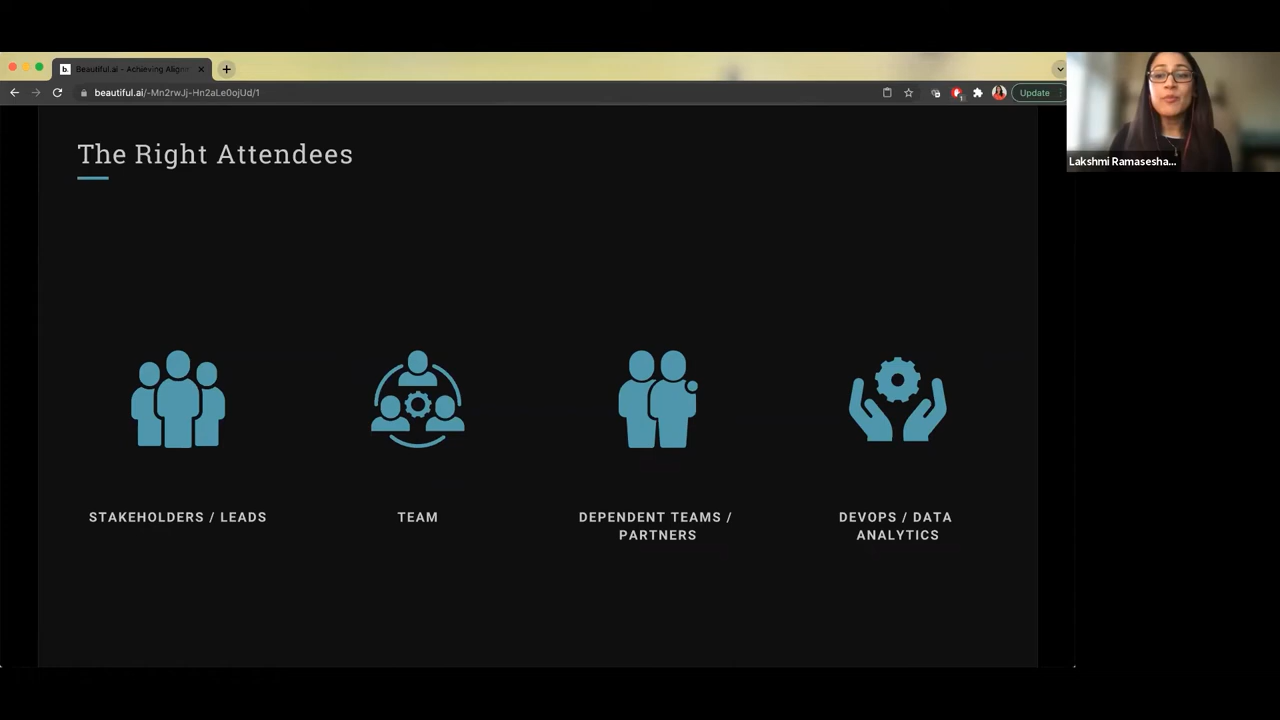 Beautiful.ai - Achieving Alignm
beautiful.ai/-Mn2rwJj-Hn2aLe0ojUd/1
Update
Lakshmi Ramasesha...
The Right Attendees
STAKEHOLDERS / LEADS
TEAM
DEPENDENT TEAMS /
PARTNERS
DEVOPS / DATA
ANALYTICS